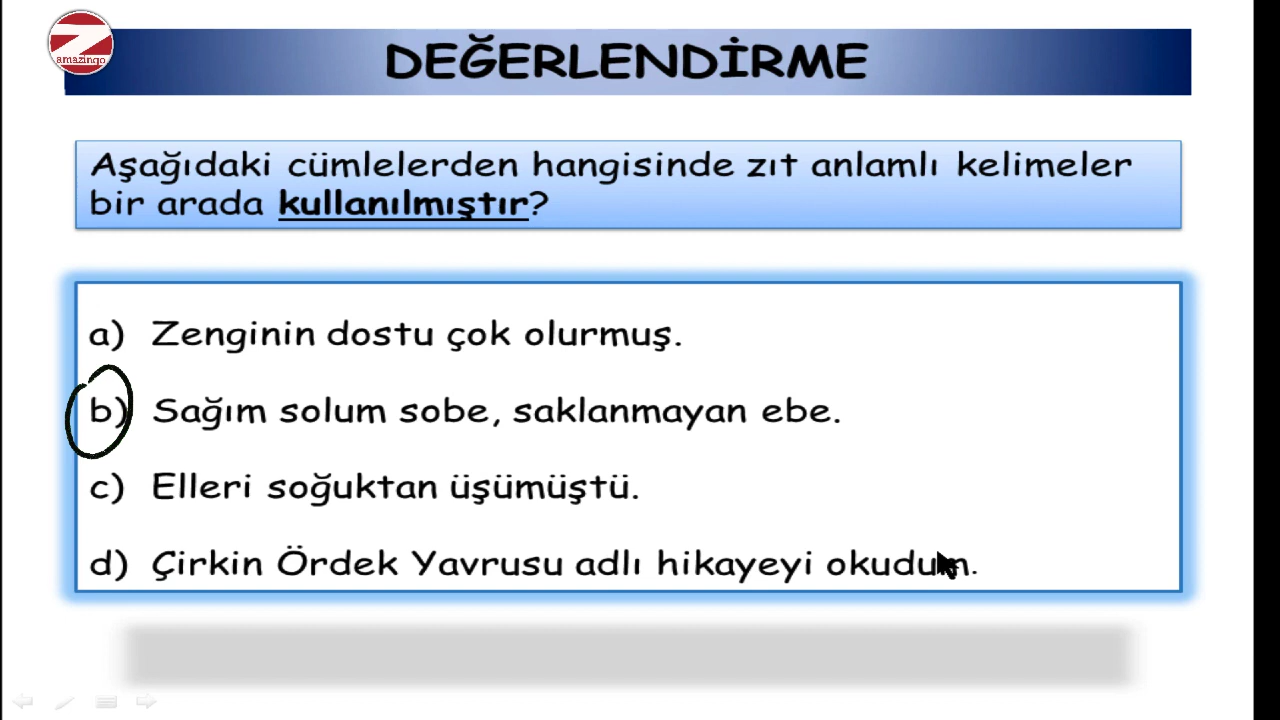 amazingo
DEĞERLENDİRME
Aşağıdaki cümlelerden hangisinde zıt anlamlı kelimeler
bir arada kullanılmıştır?
a) Zenginin dostu çok olurmuş.
b) Sağım solum sobe, saklanmayan ebe.
c) Elleri soğuktan üşümüştü.
d) Çirkin Ördek Yavrusu adlı hikayeyi okudum.